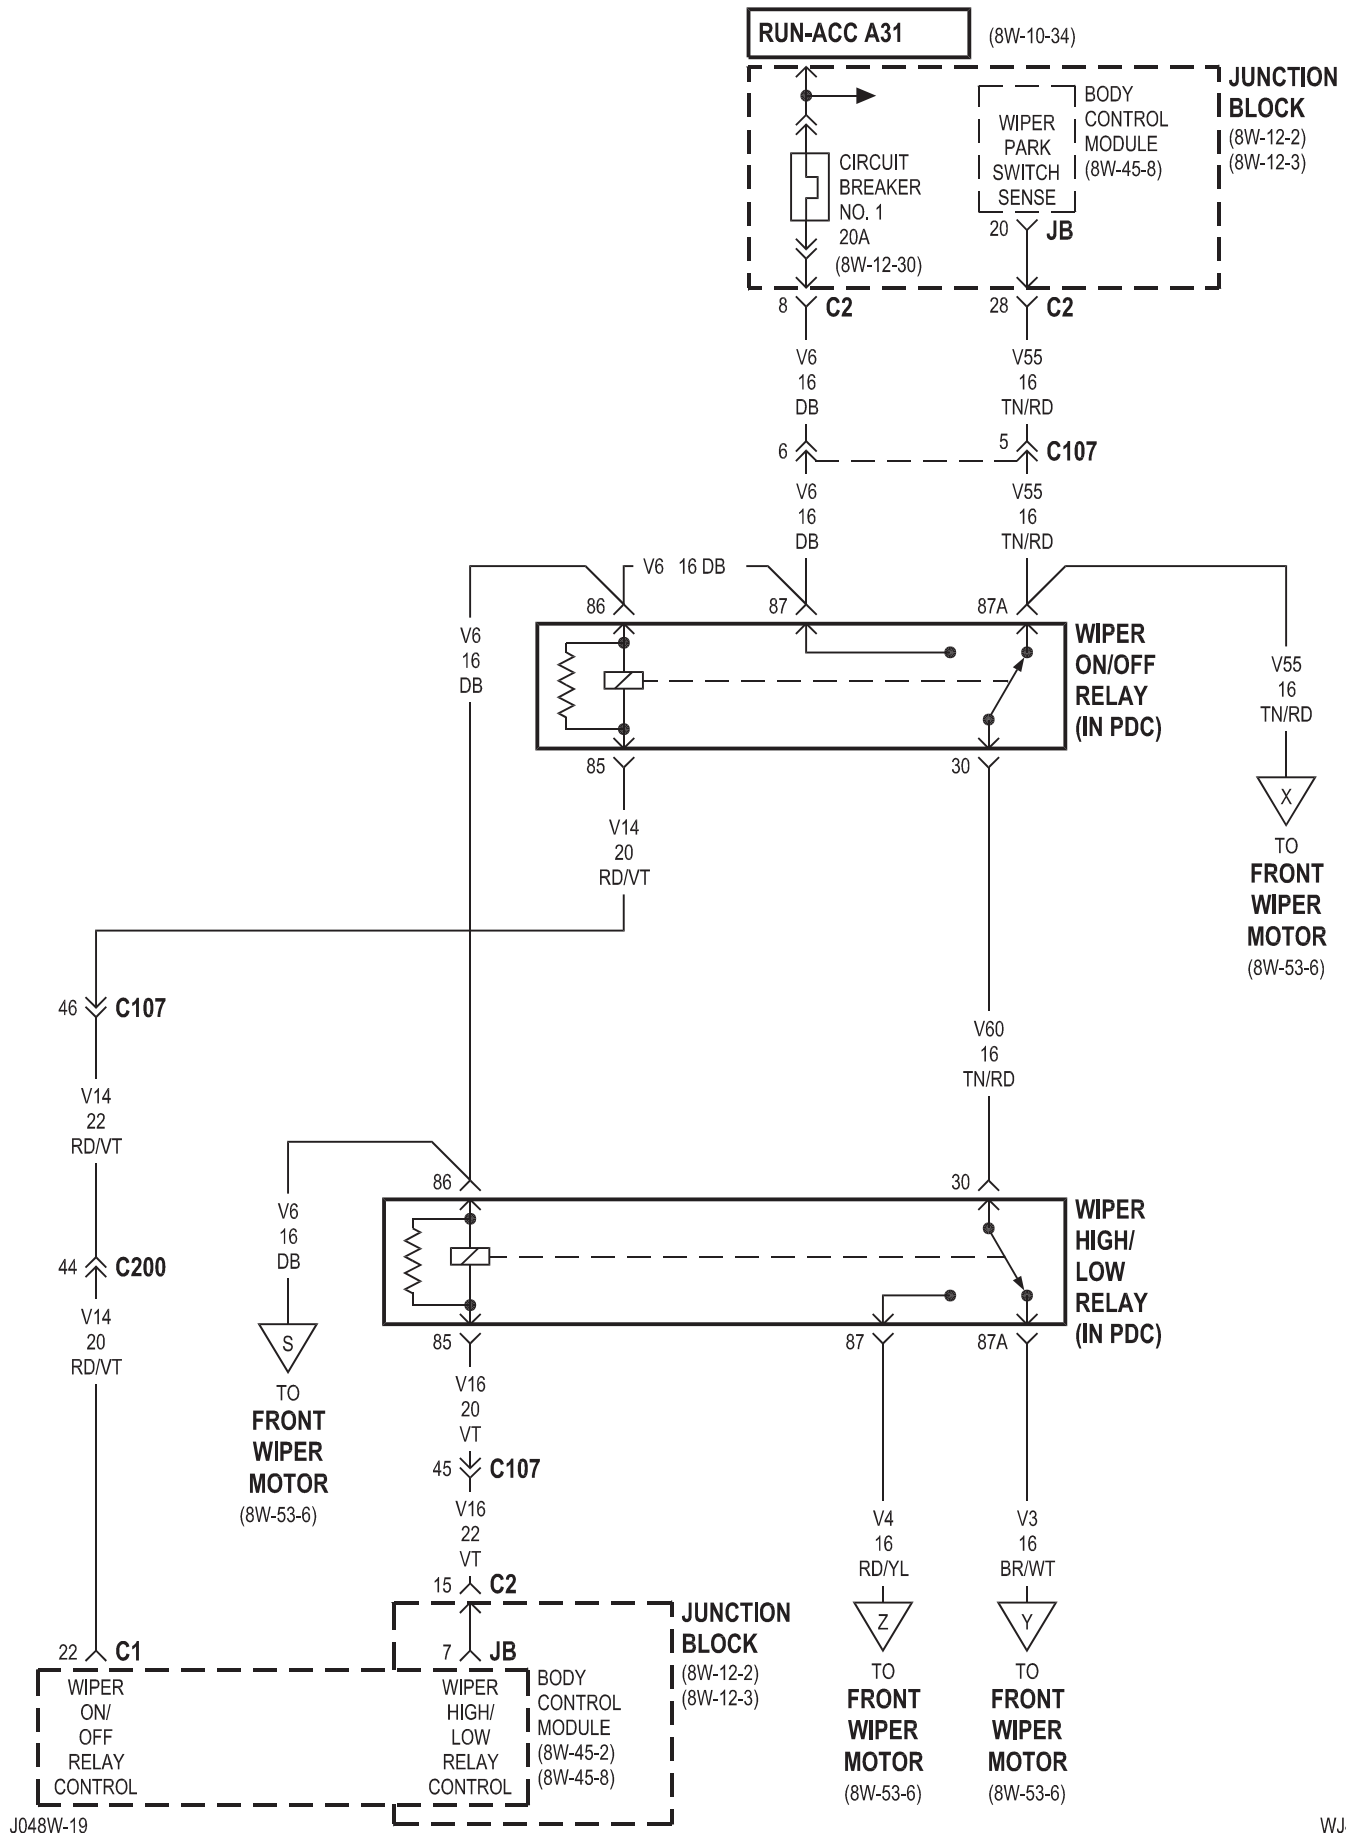 RUN-ACC A31
(8W-10-34)
JUNCTION
BLOCK
(8W-12-2)
(8W-12-3)
BODY
CONTROL
MODULE
(8W-45-8)
WIPER
PARK
SWITCH
SENSE
CIRCUIT
BREAKER
NO. 1
20A
(8W-12-30)
20 JB
8 C2
28 C2
V6
16
DB
V55
16
TN/RD
6
5 C107
V6
16
DB
V55
16
TN/RD
V6 16 DB
86
87
87A
WIPER
ON/OFF
RELAY
(IN PDC)
V6
16
DB
V55
16
TN/RD
85
30
X
TO
FRONT
WIPER
MOTOR
(8W-53-6)
V14
20
RD/VT
46 C107
V60
16
TN/RD
V14
22
RD/VT
86
30
WIPER
HIGH/
LOW
RELAY
(IN PDC)
V6
16
DB
44 C200
V14
20
RD/VT
S
TO
FRONT
WIPER
MOTOR
(8W-53-6)
85
87
87A
V16
20
VT
45 C107
V16
22
VT
15 C2
V4
16
RD/YL
V3
16
BR/WT
Z
TO
FRONT
WIPER
MOTOR
(8W-53-6)
Y
TO
FRONT
WIPER
MOTOR
(8W-53-6)
JUNCTION
BLOCK
(8W-12-2)
(8W-12-3)
22 C1
7 JB
WIPER
ON/
OFF
RELAY
CONTROL
WIPER
HIGH/
LOW
RELAY
CONTROL
BODY
CONTROL
MODULE
(8W-45-2)
(8W-45-8)
J048W-19